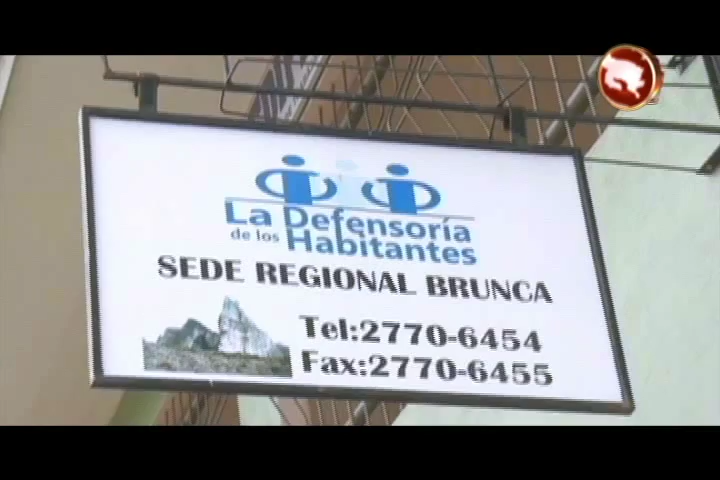 La Defensoría
de los Habitantes
SEDE REGIONAL BRUNCA
Tel:2770-6454
Fax:2770-6455